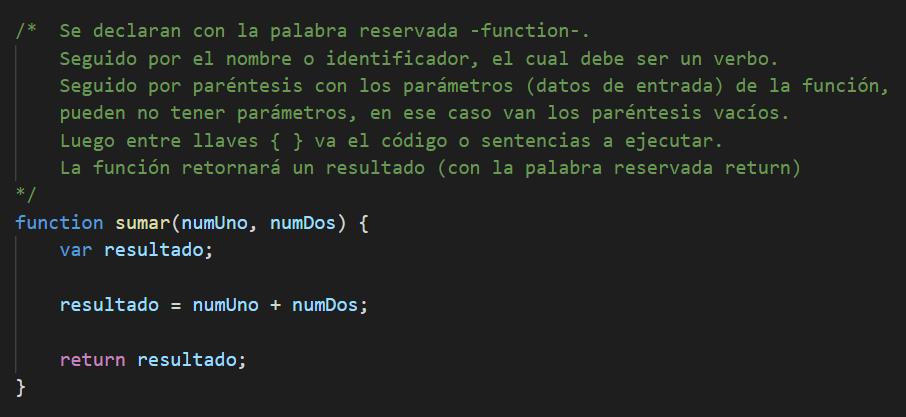 /*  Se declaran con la palabra reservada -function-.
    Seguido por el nombre o identificador, el cual debe ser un verbo.
    Seguido por paréntesis con los parámetros (datos de entrada) de la función,
    pueden no tener parámetros, en ese caso van los paréntesis vacíos.
    Luego entre llaves { } va el código o sentencias a ejecutar.
    La función retornará un resultado (con la palabra reservada return)
*/
function sumar(numUno, numDos) {
    var resultado;

    resultado = numUno + numDos;

    return resultado;
}